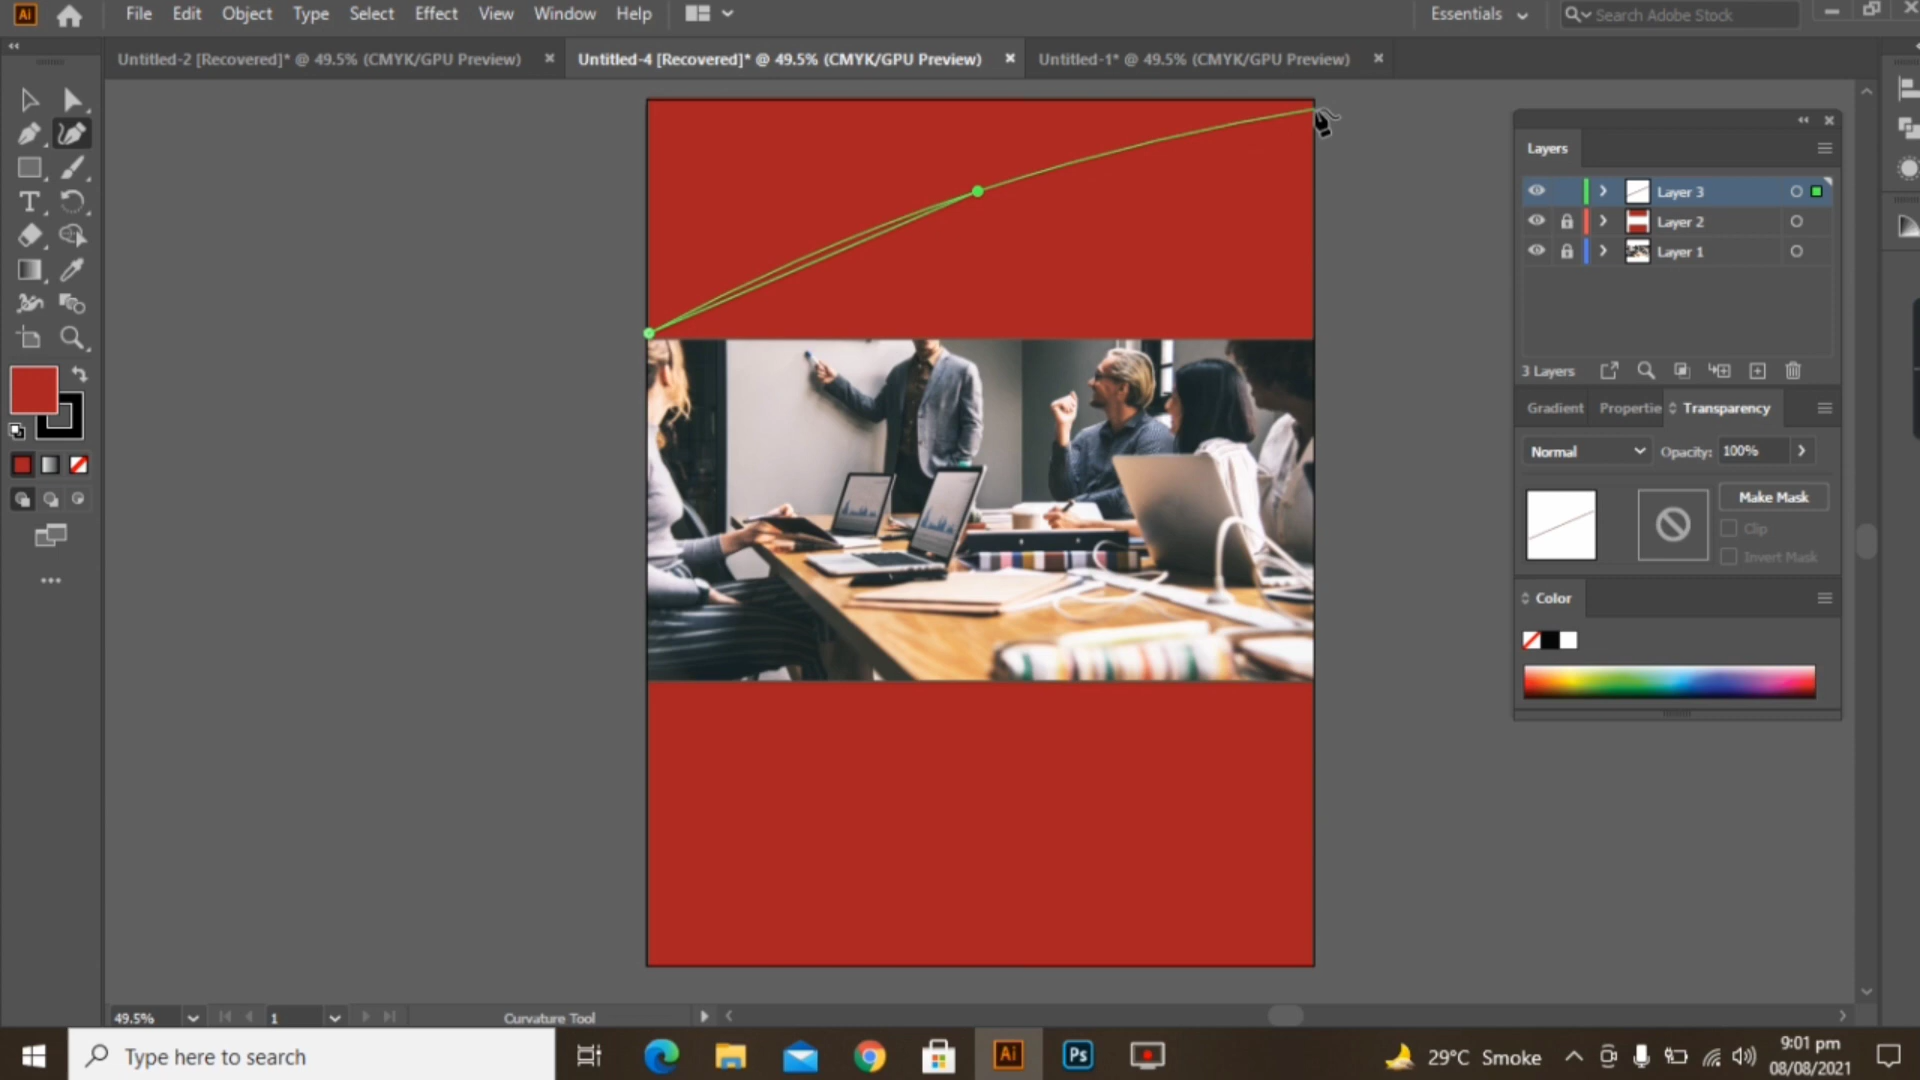 Ai File Edit Object Type Select Effect View Window Help Essentials Search Adobe Stock
Untitled-2 [Recovered]* @ 49.5% (CMYK/GPU Preview) Untitled-4 [Recovered]* @ 49.5% (CMYK/GPU Preview) Untitled-1* @ 49.5% (CMYK/GPU Preview)
Layers
Layer 3
Layer 2
Layer 1
3 Layers
Gradient Propertie Transparency
Normal Opacity: 100%
Make Mask
Clip
Invert Mask
Color
49.5% 1 Curvature Tool
Type here to search Ai Ps 29°C Smoke 9:01 pm
08/08/2021